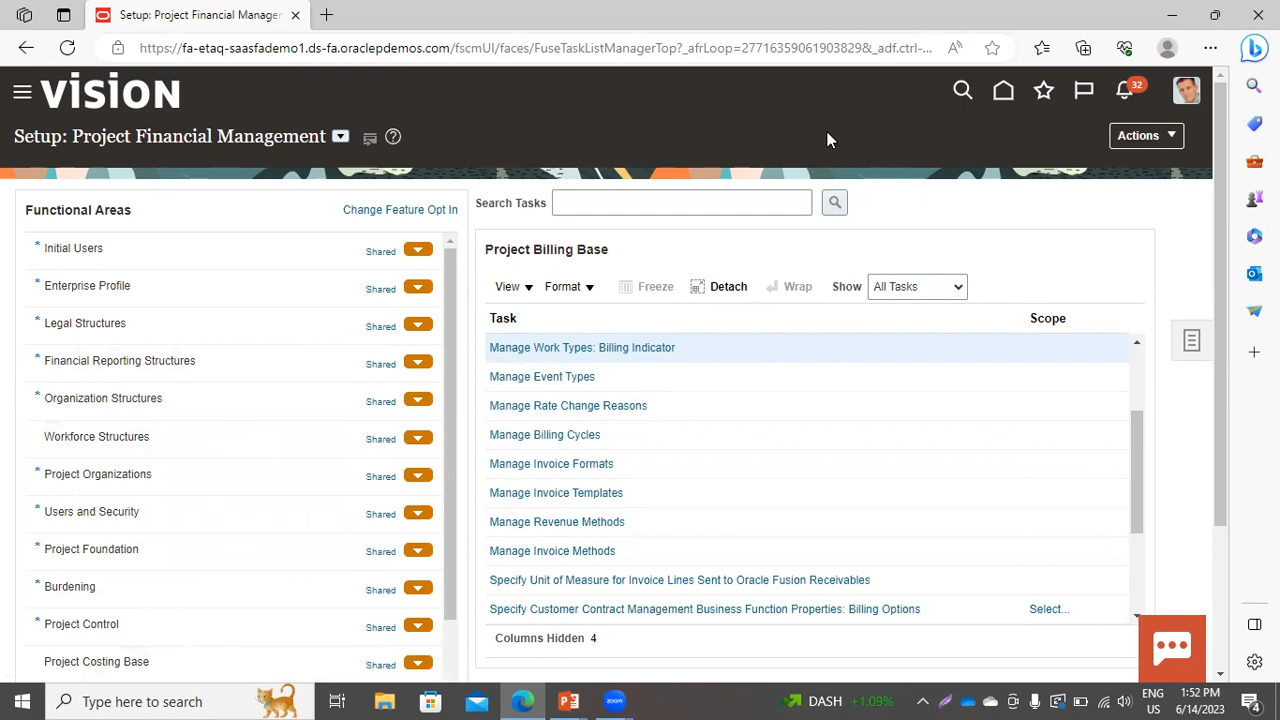 Setup: Project Financial Manager
https://fa-etaq-saasfademo1.ds-fa.oraclepdemos.com/fscmUI/faces/FuseTaskListManagerTop?_afrLoop=2771635906190382​9&_adf.ctrl-...
VISION
32
Setup: Project Financial Management
Actions
Functional Areas
Change Feature Opt In
* Initial Users Shared
* Enterprise Profile Shared
* Legal Structures Shared
* Financial Reporting Structures Shared
* Organization Structures Shared
Workforce Structures Shared
* Project Organizations Shared
* Users and Security Shared
* Project Foundation Shared
* Burdening Shared
* Project Control Shared
Project Costing Base Shared
Search Tasks
Project Billing Base
View Format Freeze Detach Wrap Show All Tasks
Task Scope
Manage Work Types: Billing Indicator
Manage Event Types
Manage Rate Change Reasons
Manage Billing Cycles
Manage Invoice Formats
Manage Invoice Templates
Manage Revenue Methods
Manage Invoice Methods
Specify Unit of Measure for Invoice Lines Sent to Oracle Fusion Receivables
Specify Customer Contract Management Business Function Properties: Billing Options Select...
Columns Hidden 4
Type here to search
zoom
DASH +1.09%
ENG
US
1:52 PM
6/14/2023
4